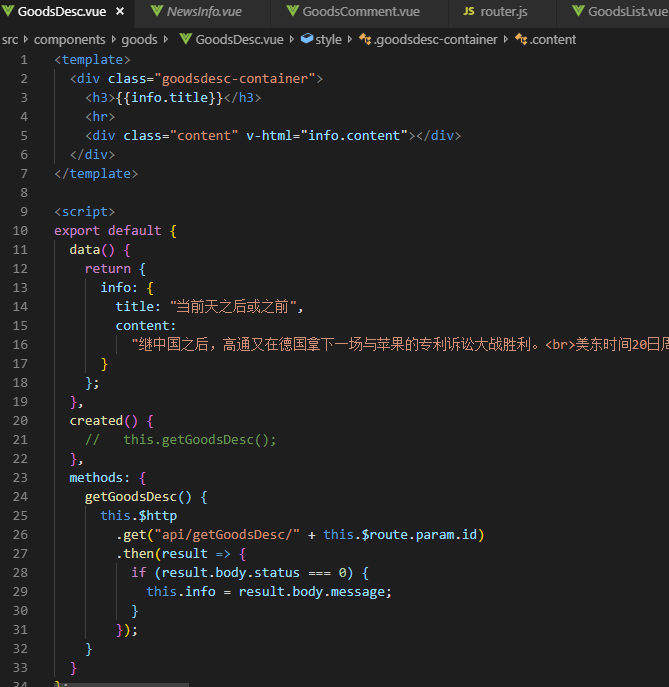 GoodsDesc.vue × NewsInfo.vue GoodsComment.vue JS router.js GoodsList.vue
src > components > goods > GoodsDesc.vue > style > .goodsdesc-container > .content
1 <template>
2 <div class="goodsdesc-container">
3 <h3>{{info.title}}</h3>
4 <hr>
5 <div class="content" v-html="info.content"></div>
6 </div>
7 </template>
8
9 <script>
10 export default {
11 data() {
12 return {
13 info: {
14 title: "当前天之后或之前",
15 content:
16 "继中国之后，高通又在德国拿下一场与苹果的专利诉讼大战胜利。<br>美东时间20日周
17 }
18 };
19 },
20 created() {
21 // this.getGoodsDesc();
22 },
23 methods: {
24 getGoodsDesc() {
25 this.$http
26 .get("api/getGoodsDesc/" + this.$route.param.id)
27 .then(result => {
28 if (result.body.status === 0) {
29 this.info = result.body.message;
30 }
31 });
32 }
33 }
34 };